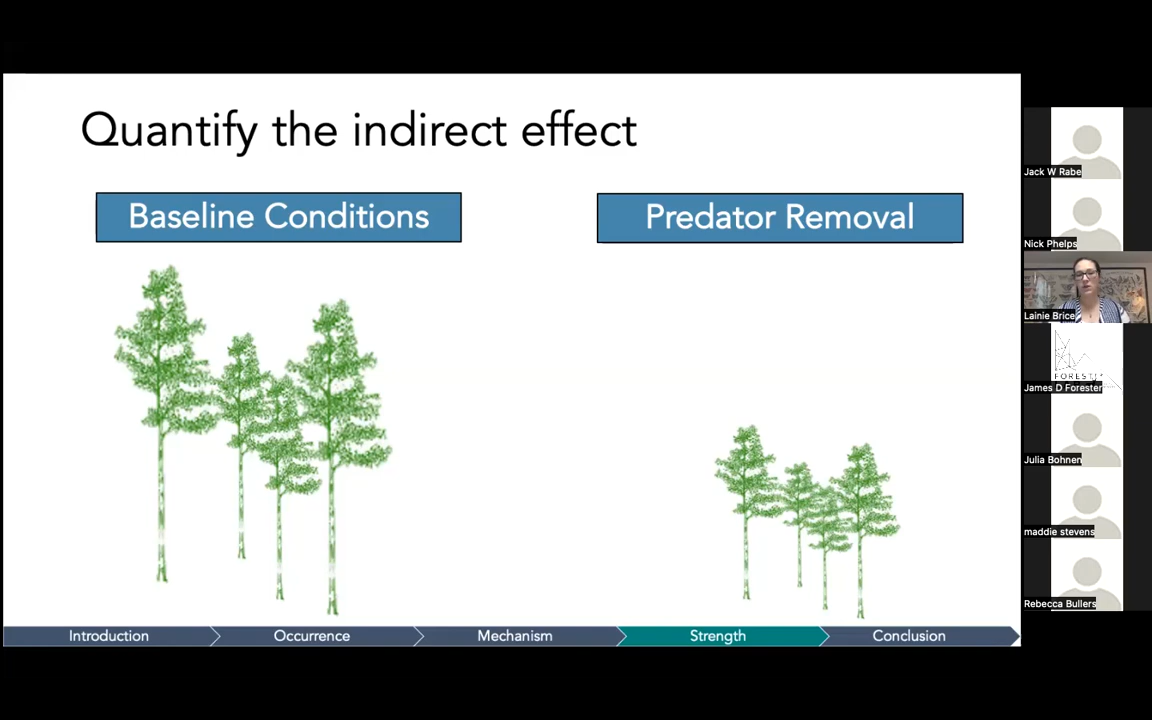 Quantify the indirect effect
Baseline Conditions
Predator Removal
Introduction
Occurrence
Mechanism
Strength
Conclusion
Jack W Rabe
Nick Phelps
Lainie Brice
FOREST
James D Forester
Julia Bohnen
maddie stevens
Rebecca Bullers